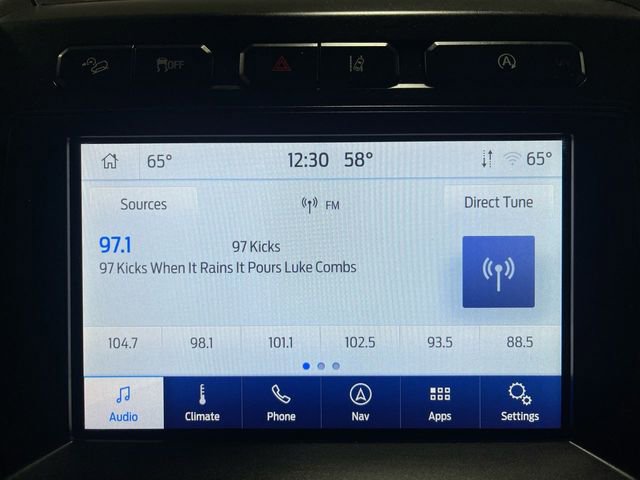 OFF
A
65° 12:30 58° 65°
Sources FM Direct Tune
97.1 97 Kicks
97 Kicks When It Rains It Pours Luke Combs
104.7 98.1 101.1 102.5 93.5 88.5
Audio Climate Phone Nav Apps Settings